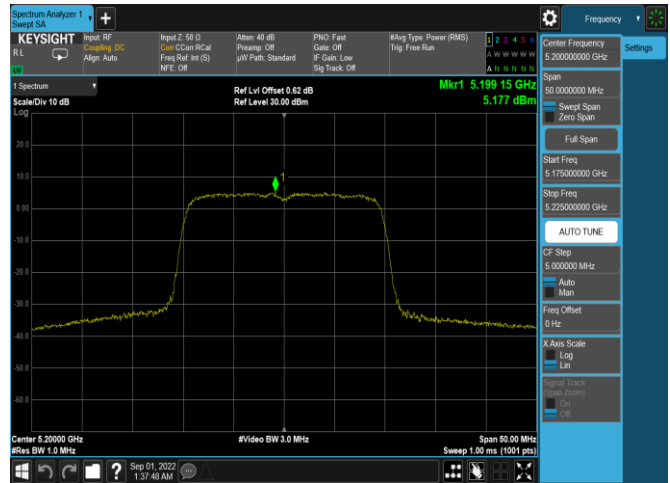 Spectrum Analyzer 1
Swept SA
+
Frequency
KEYSIGHT
R L
LW
Input: RF
Coupling: DC
Align: Auto
Input Z: 50 Ω
Corr CCorr RCal
Freq Ref: Int (S)
NFE: Off
Atten: 40 dB
Preamp: Off
µW Path: Standard
PNO: Fast
Gate: Off
IF Gain: Low
Sig Track: Off
#Avg Type: Power (RMS)
Trig: Free Run
1 2 3 4 5 6
A W W W W W
A N N N N N
1 Spectrum
Scale/Div 10 dB
Log
Ref Lvl Offset 0.62 dB
Ref Level 30.00 dBm
Mkr1 5.199 15 GHz
5.177 dBm
1
20.0
0.00
-10.0
-20.0
-30.0
-40.0
-50.0
-60.0
Center 5.20000 GHz
#Res BW 1.0 MHz
#Video BW 3.0 MHz
Span 50.00 MHz
Sweep 1.00 ms (1001 pts)
Center Frequency
5.200000000 GHz
Settings
Span
50.0000000 MHz
Swept Span
Zero Span
Full Span
Start Freq
5.175000000 GHz
Stop Freq
5.225000000 GHz
AUTO TUNE
CF Step
5.000000 MHz
Auto
Man
Freq Offset
0 Hz
X Axis Scale
Log
Lin
Signal Track
(Span Zoom)
On
Off
?
Sep 01, 2022
1:37:48 AM